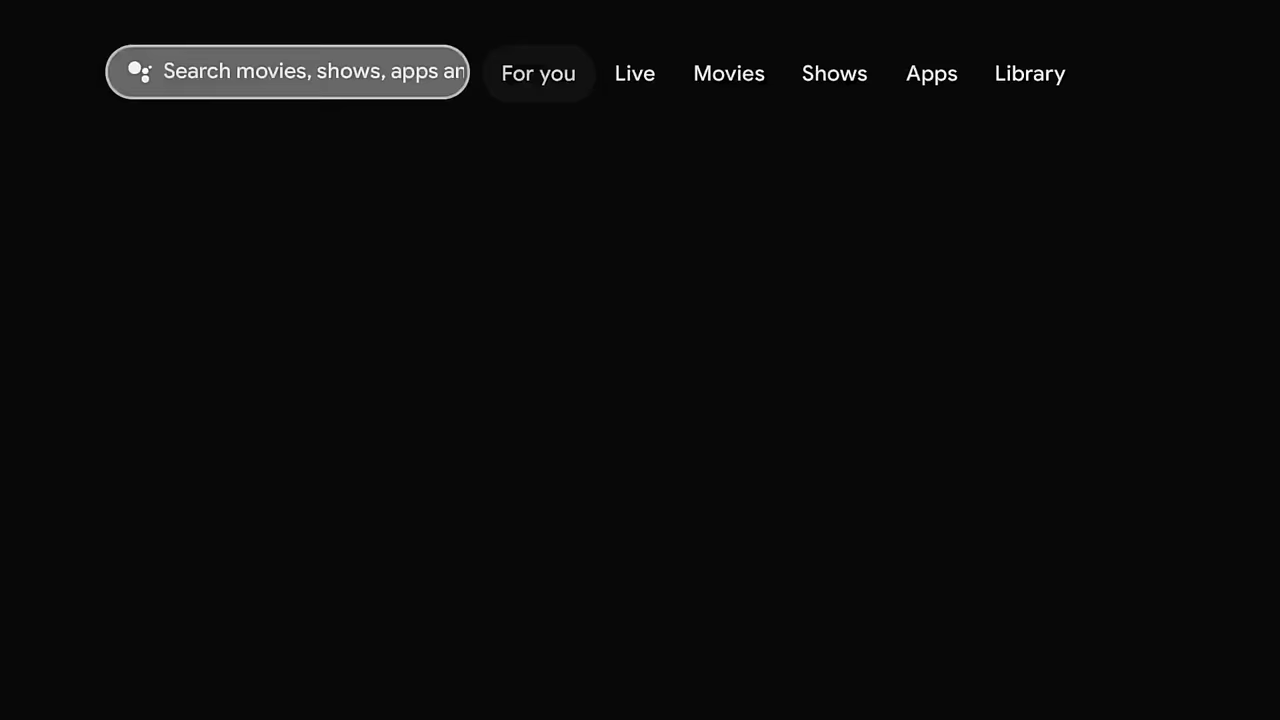 Search movies, shows, apps an
For you
Live
Movies
Shows
Apps
Library